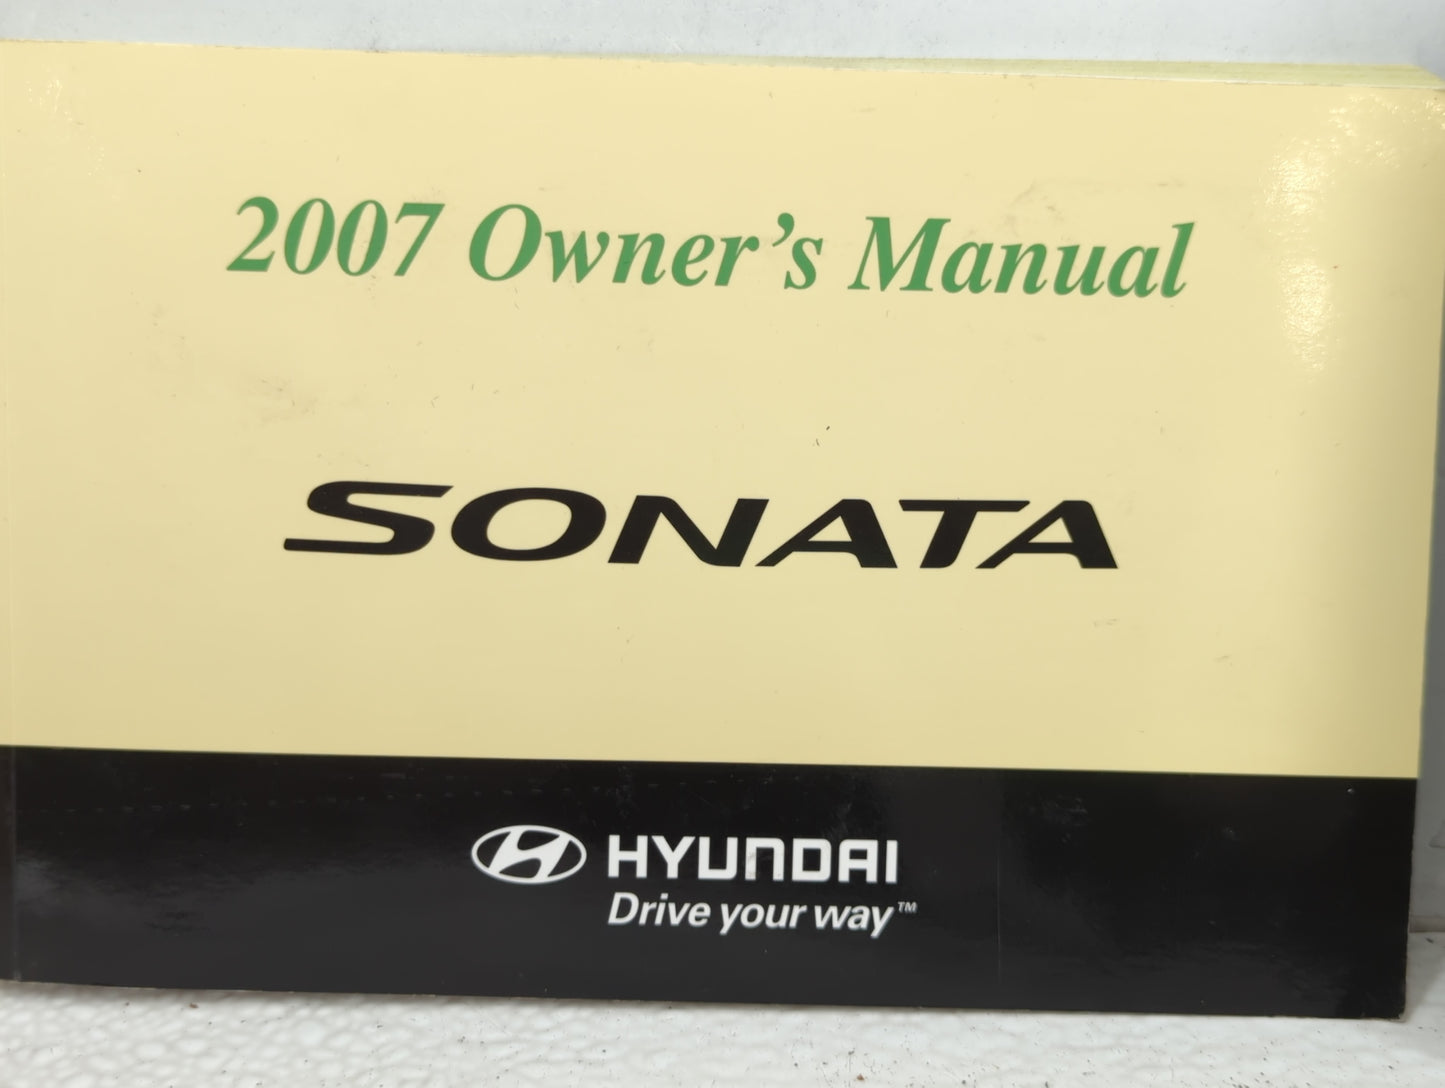 2007 Owner's Manual
SONATA
HYUNDAI
Drive your way™